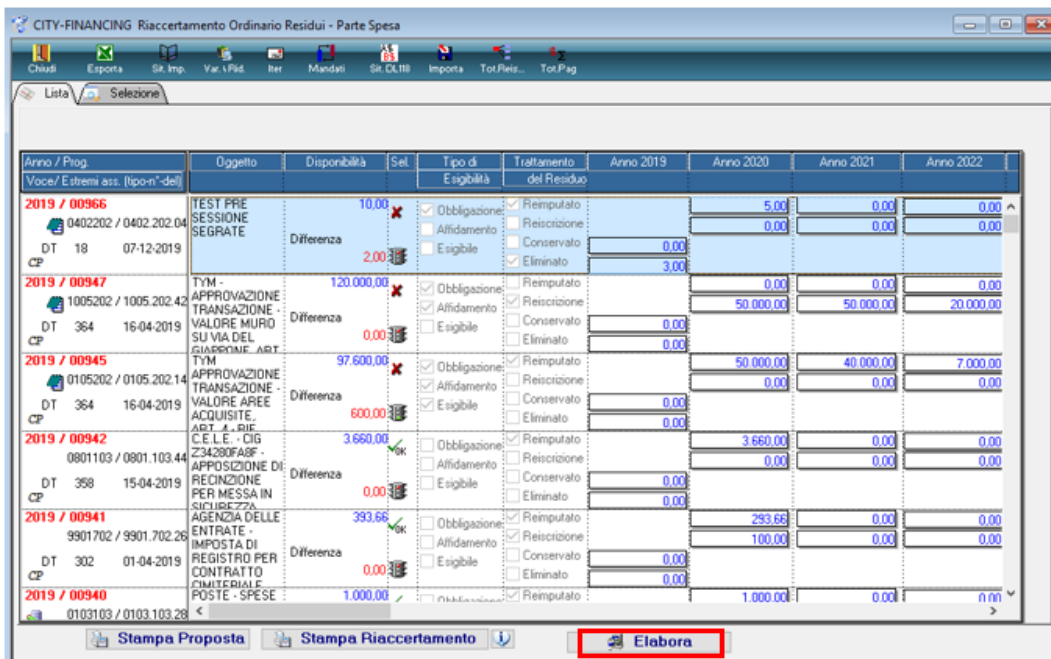 CITY-FINANCING Riaccertamento Ordinario Residui - Parte Spesa
Chiudi Esporta Sit. Imp. Var. \ Rid. Iter Mandati Sit. DL118 Importa Tot.Reis... Tot.Pag
Lista Selezione
Anno / Prog. Oggetto Disponibilità Sel. Tipo di Trattamento Anno 2019 Anno 2020 Anno 2021 Anno 2022
Voce/ Estremi ass. (tipo-n°-del) Esigibilità del Residuo
2019 / 00966 TEST PRE 10,00 Obbligazione Reimputato 5,00 0,00 0,00
0402202 / 0402.202.04 SESSIONE Affidamento Reiscrizione 0,00 0,00 0,00
SEGRATE
DT 18 07-12-2019 Differenza Esigibile Conservato 0,00
CP 2,00 Eliminato 3,00
2019 / 00947 TYM - 120.000,00 Obbligazione Reimputato 0,00 0,00 0,00
1005202 / 1005.202.42 APPROVAZIONE Affidamento Reiscrizione 50.000,00 50.000,00 20.000,00
TRANSAZIONE -
DT 364 16-04-2019 VALORE MURO Differenza Esigibile Conservato 0,00
CP SU VIA DEL 0,00 Eliminato 0,00
GIAPPONE ART
2019 / 00945 TYM 97.600,00 Obbligazione Reimputato 50.000,00 40.000,00 7.000,00
0105202 / 0105.202.14 APPROVAZIONE Affidamento Reiscrizione 0,00 0,00 0,00
TRANSAZIONE -
DT 364 16-04-2019 VALORE AREE Differenza Esigibile Conservato 0,00
CP ACQUISITE, 600,00 Eliminato 0,00
ART. 4 - RIF
2019 / 00942 C.E.L.E. - CIG 3.660,00 OK Obbligazione Reimputato 3.660,00 0,00 0,00
0801103 / 0801.103.44 Z34280FA8F - Affidamento Reiscrizione 0,00 0,00 0,00
APPOSIZIONE DI
DT 358 15-04-2019 RECINZIONE Differenza Esigibile Conservato 0,00
CP PER MESSA IN 0,00 Eliminato 0,00
SICUREZZA
2019 / 00941 AGENZIA DELLE 393,66 OK Obbligazione Reimputato 293,66 0,00 0,00
9901702 / 9901.702.26 ENTRATE - Affidamento Reiscrizione 100,00 0,00 0,00
IMPOSTA DI
DT 302 01-04-2019 REGISTRO PER Differenza Esigibile Conservato 0,00
CP CONTRATTO 0,00 Eliminato 0,00
CIMITERIALE
2019 / 00940 POSTE - SPESE 1.000,00 Obbligazione Reimputato 1.000,00 0,00 0,00
0103103 / 0103.103.28
Stampa Proposta Stampa Riaccertamento Elabora